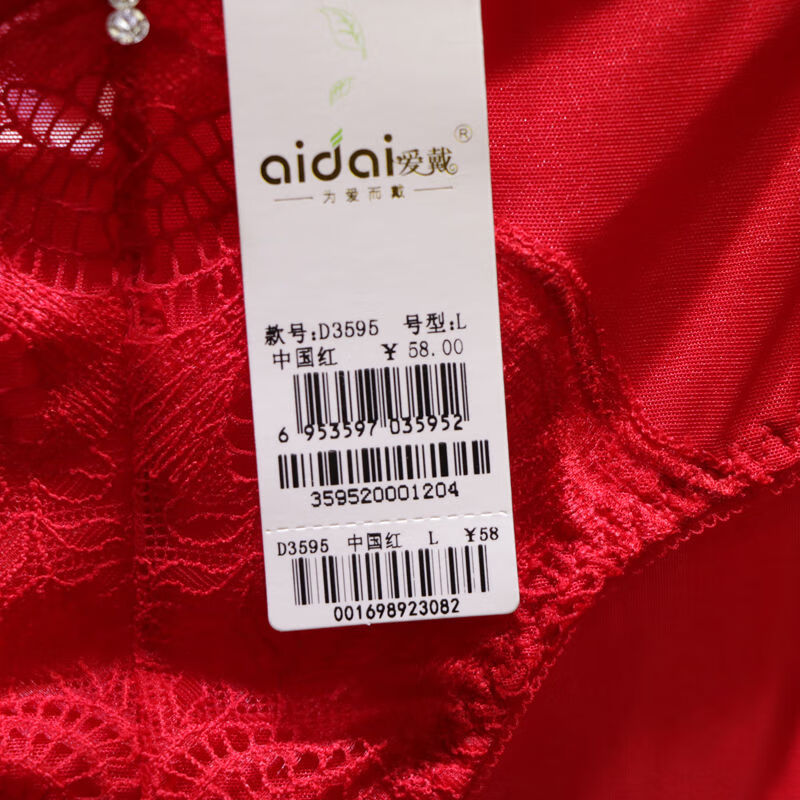 aidai爱戴®
为爱而戴
款号:D3595 号型:L
中国红 ¥58.00
6 953597 035952
359520001204
D3595 中国红 L ¥58
001698923082